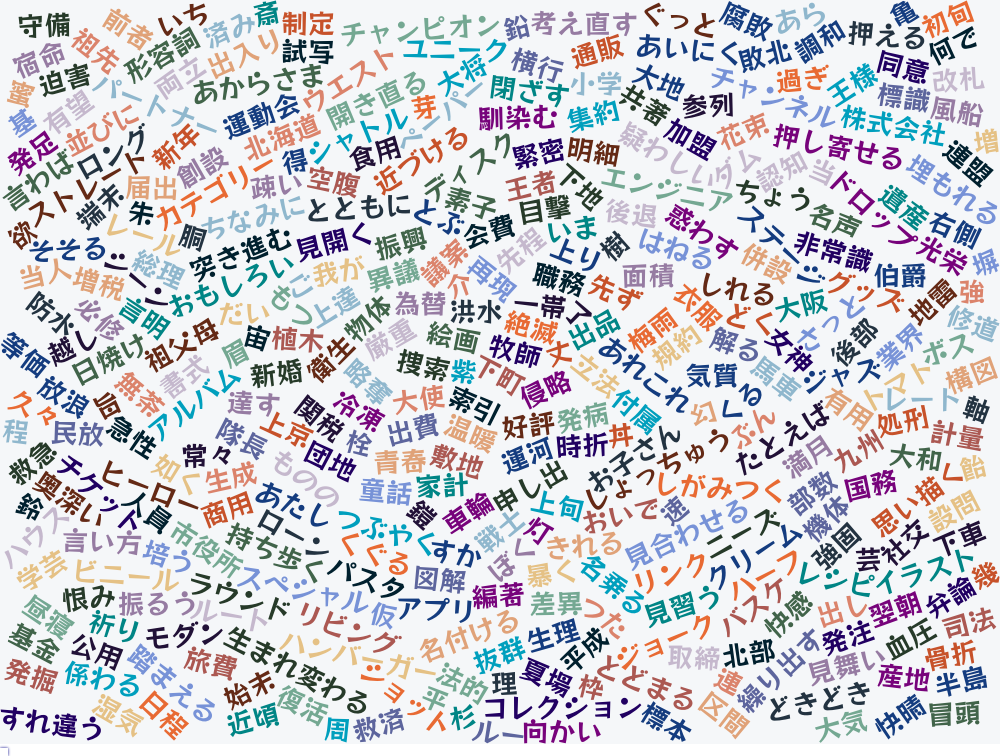 守備
前者
いち
済み
斎
制定
チャンピオン
鉛
考え直す
ぐっと
腐敗
あら
亀
初旬
宿命
祖先
形容詞
出入り
試写
ユニーク
通販
あいにく
敗北
調和
押える
何で
迫害
両立
あからさま
ウエスト
大将
横行
小学
大地
チャンネル
過ぎ
王様
同意
改札
蜜
有望
パートナー
運動会
開き直る
芽
ペーパー
閉ざす
共著
参列
標識
風船
基
並びに
新年
北海道
シャトル
馴染む
集約
加盟
花束
株式会社
増
発足
ロング
創設
得
食用
近づける
ディスク
緊密
明細
疑わしい
ダム
認知
押し寄せる
連盟
言わば
ストレート
届出
カテゴリー
疎い
空腹
素子
王者
下地
エンジニア
ちょう
当
ドロップ
埋もれる
欲
端末
朱
ちなみに
とともに
とぶ
会費
目撃
後退
惑わす
名声
遺産
右側
そそる
レール
胴
突き進む
見開く
振興
議案
先程
いま
樹
はねる
ステージ
非常識
光栄
堀
当人
増税
シーン
総理
おもしろい
もつ
我が
異議
介
再現
上り
面積
併設
グッズ
伯爵
強
防水
必修
言明
だい
上達
物体
為替
洪水
職務
先ず
しれる
大阪
さっと
地雷
修道
等価
越し
日焼け
祖父母
眉
宙
植木
厳重
絵画
一帯
了
出品
梅雨
衣服
どく
女神
後部
業界
ボス
放浪
無茶
書式
新婚
衛生
略奪
捜索
牧師
絶滅
丈
あれこれ
規約
解る
馬車
ジャズ
トマト
構図
久々
歯
アルバム
達す
関税
冷凍
大使
紫
索引
下町
侵略
立法
付属
気質
くる
有用
レート
軸
程
民放
急性
隊長
上京
栓
出費
温暖
好評
発病
丼
幻
ぶん
たとえば
処刑
計量
救急
チケット
ヒーロー
如く
常々
生成
ものの
団地
青春
敷地
運河
時折
お子さん
しょっちゅう
満月
九州
大和
飴
鈴
奥深い
人員
商用
あたし
童話
家計
車輪
申し出
上旬
しがみつく
部数
国務
しく
思い描く
設問
ハウス
言い方
市役所
持ち歩く
ローン
つぶやく
鎧
戦士
灯
おいで
速
見合わせる
ニーズ
機体
強固
社交
下車
学芸
ビニール
培う
スペシャル
パスタ
くぐる
すか
図解
ぼく
きれる
名乗る
リンク
クリーム
ハーフ
レシピ
芸
イラスト
昼寝
恨み
振るう
ルート
ラウンド
リビング
仮
アプリ
編著
暴く
差異
つた
見習う
バスケ
快感
出し
翌朝
弁論
幾
基金
公用
祈り
モダン
生まれ変わる
ハンバーガー
名付ける
抜群
生理
平成
ジョーク
取締
北部
繰り出す
発注
血圧
司法
発掘
係わる
踏まえる
旅費
始末
復活
ショー
法的
理
夏場
枠
とどまる
連
区間
見舞い
産地
骨折
半島
すれ違う
湿気
日程
近頃
周
救済
ツイ
平
杉
ルー
コレクション
向かい
標本
どきどき
大気
快晴
冒頭